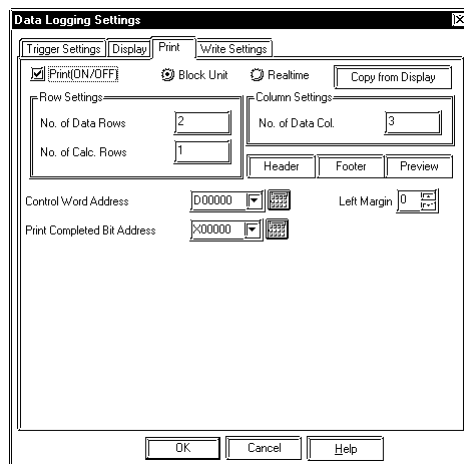 Data Logging Settings
Trigger Settings Display Print Write Settings
Print(ON/OFF) Block Unit Realtime Copy from Display
Row Settings Column Settings
No. of Data Rows 2 No. of Data Col. 3
No. of Calc. Rows 1
Header Footer Preview
Control Word Address D00000 Left Margin 0
Print Completed Bit Address X00000
OK Cancel Help